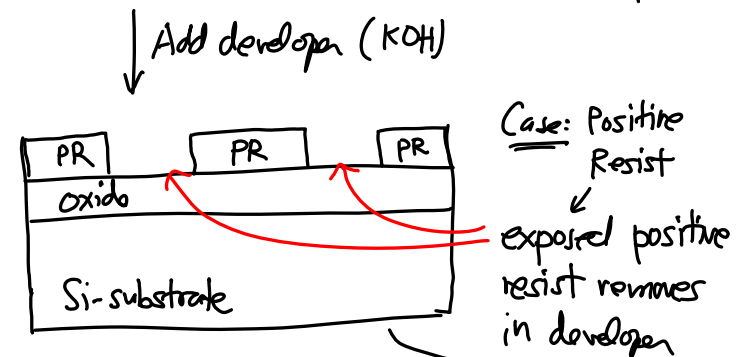 Add developer (KOH)
PR PR PR
oxide
Si-substrate
Case: Positive
Resist
exposed positive
resist removes
in developer